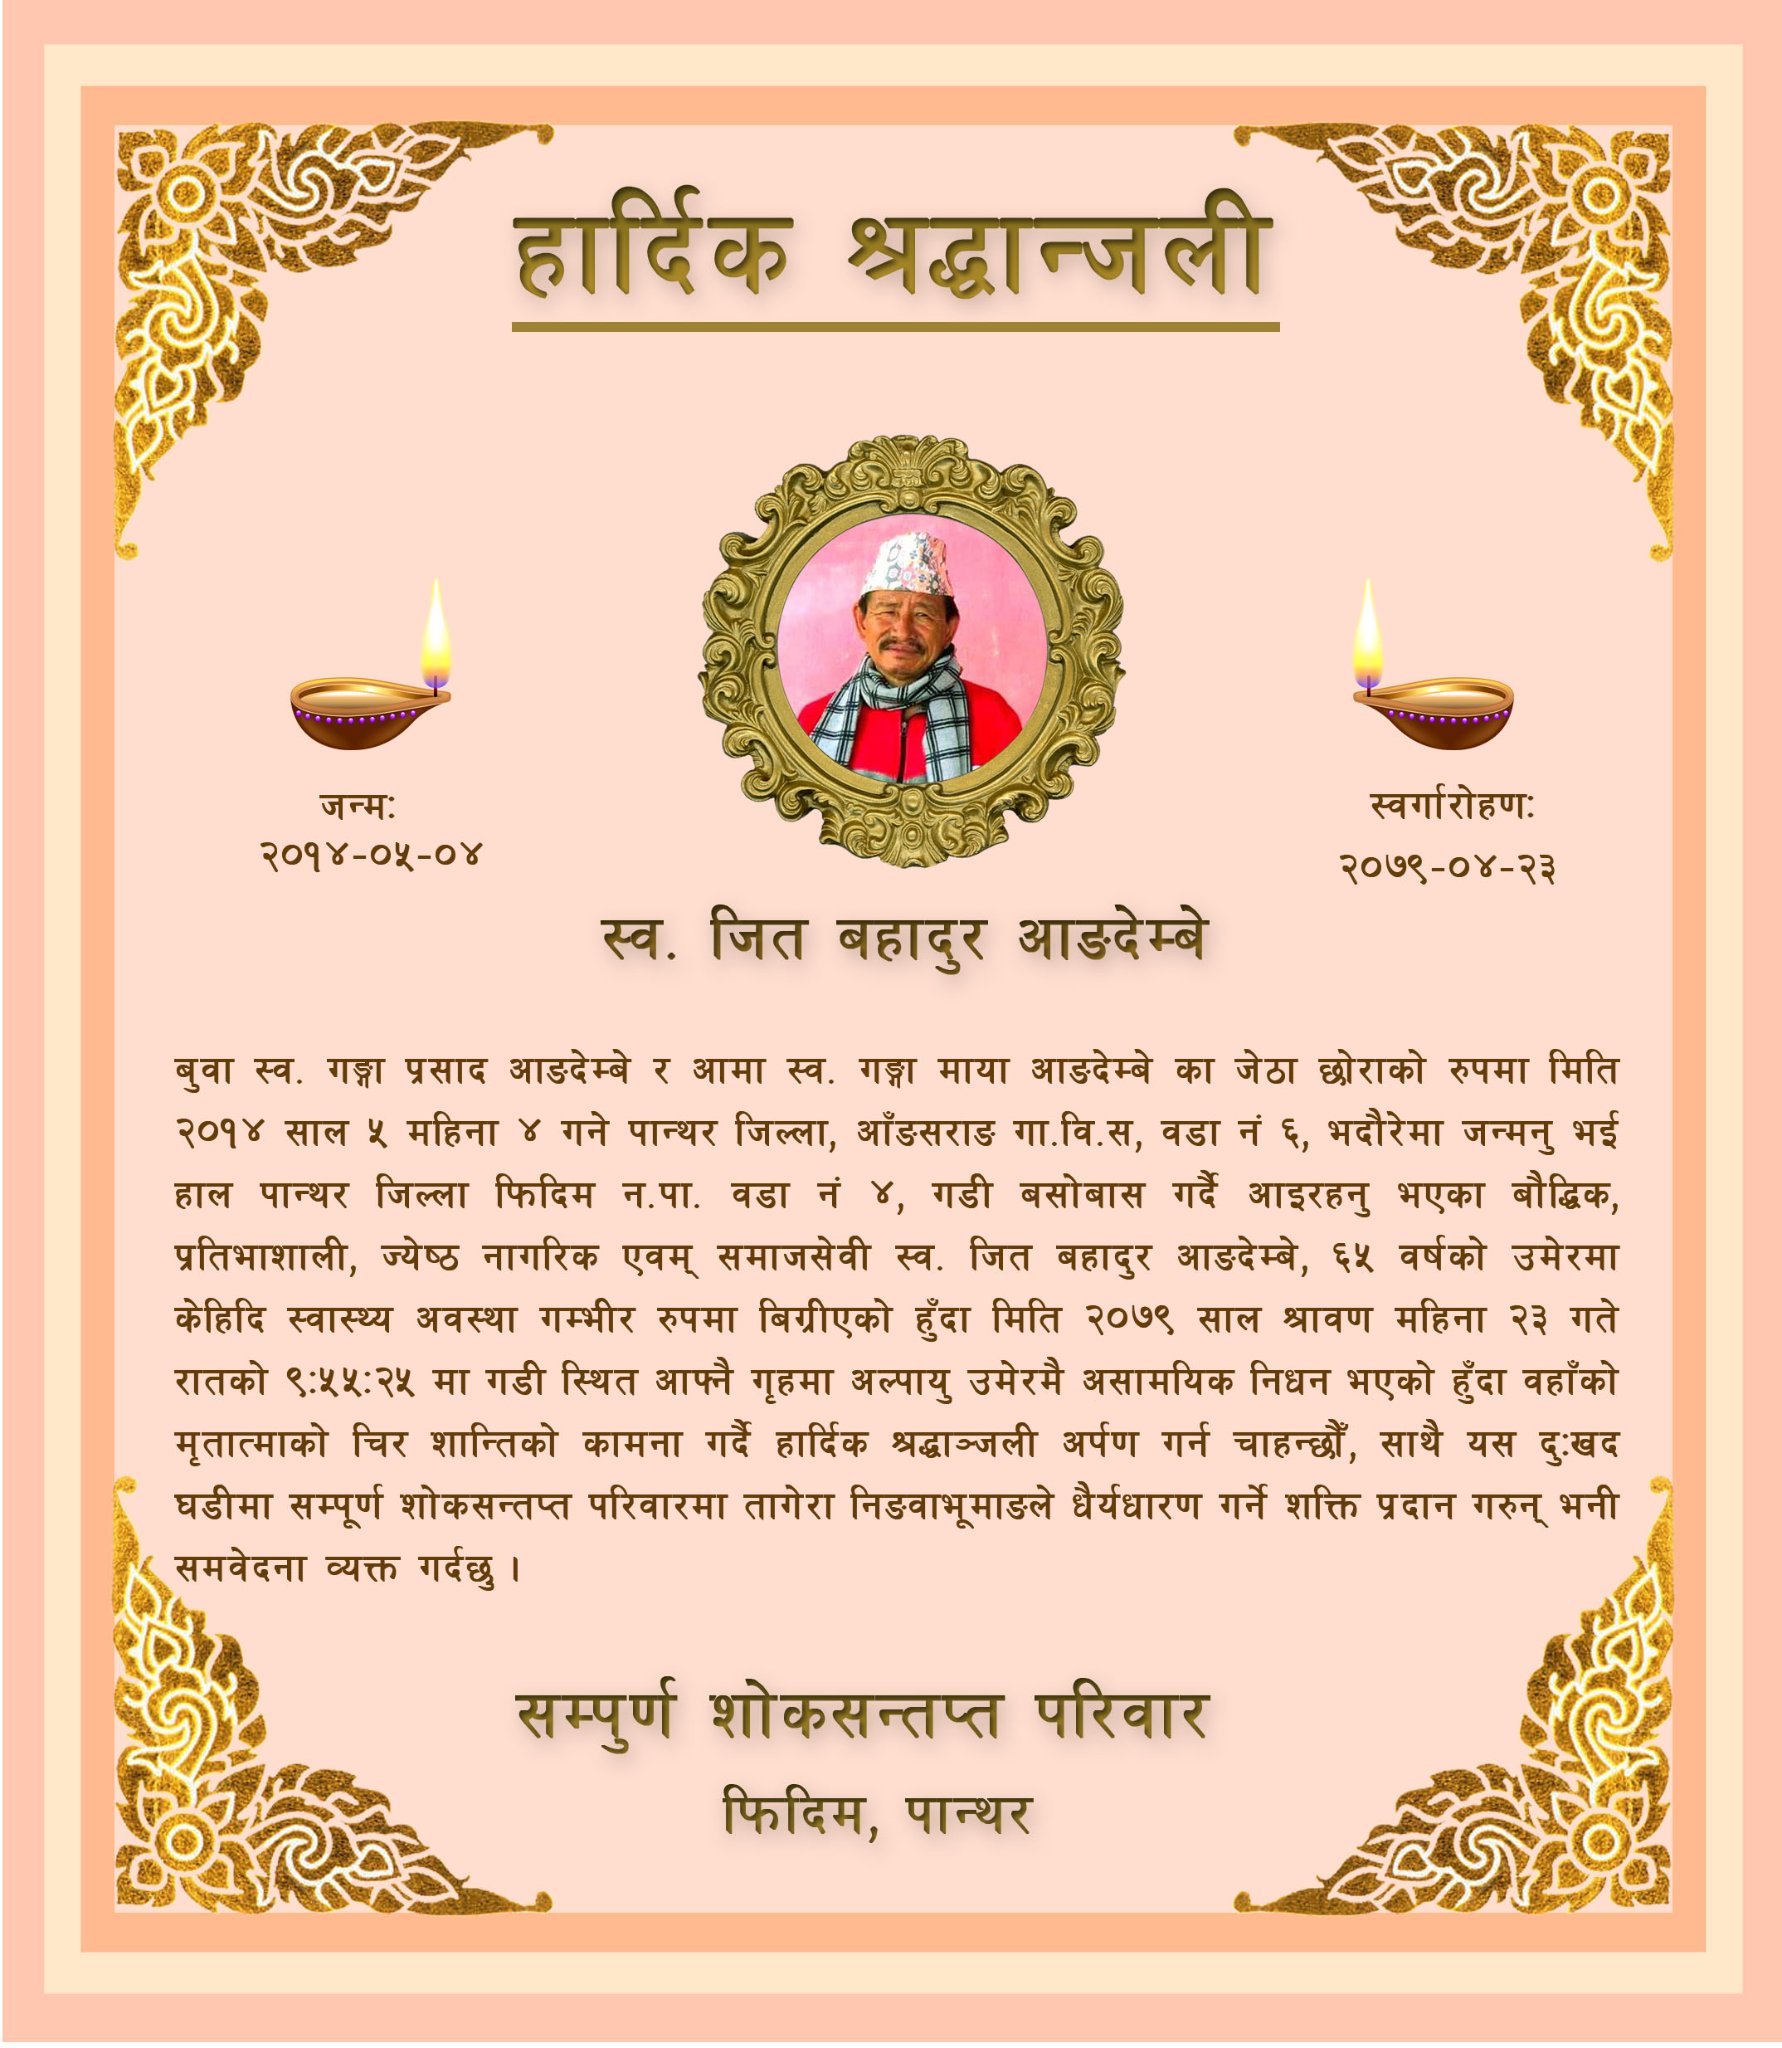 हार्दिक श्रद्धान्जली
जन्म:
२०१४-०५-०४
स्वर्गारोहण:
२०७९-०४-२३
स्व. जित बहादुर आङदेम्बे
बुवा स्व. गङ्गा प्रसाद आङदेम्बे र आमा स्व. गङ्गा माया आङदेम्बे का जेठा छोराको रुपमा मिति
२०१४ साल ५ महिना ४ गने पान्थर जिल्ला, आँङसराङ गा.वि.स, वडा नं ६, भदौरेमा जन्मनु भई
हाल पान्थर जिल्ला फिदिम न.पा. वडा नं ४, गडी बसोबास गर्दै आइरहनु भएका बौद्धिक,
प्रतिभाशाली, ज्येष्ठ नागरिक एवम् समाजसेवी स्व. जित बहादुर आङदेम्बे, ६५ वर्षको उमेरमा
केहिदि स्वास्थ्य अवस्था गम्भीर रुपमा बिग्रीएको हुँदा मिति २०७९ साल श्रावण महिना २३ गते
रातको ९:५५:२५ मा गडी स्थित आफ्नै गृहमा अल्पायु उमेरमै असामयिक निधन भएको हुँदा वहाँको
मृतात्माको चिर शान्तिको कामना गर्दै हार्दिक श्रद्धाञ्जली अर्पण गर्न चाहन्छौँ, साथै यस दु:खद
घडीमा सम्पूर्ण शोकसन्तप्त परिवारमा तागेरा निङवाभूमाङले धैर्यधारण गर्ने शक्ति प्रदान गरुन् भनी
समवेदना व्यक्त गर्दछु ।
सम्पुर्ण शोकसन्तप्त परिवार
फिदिम, पान्थर